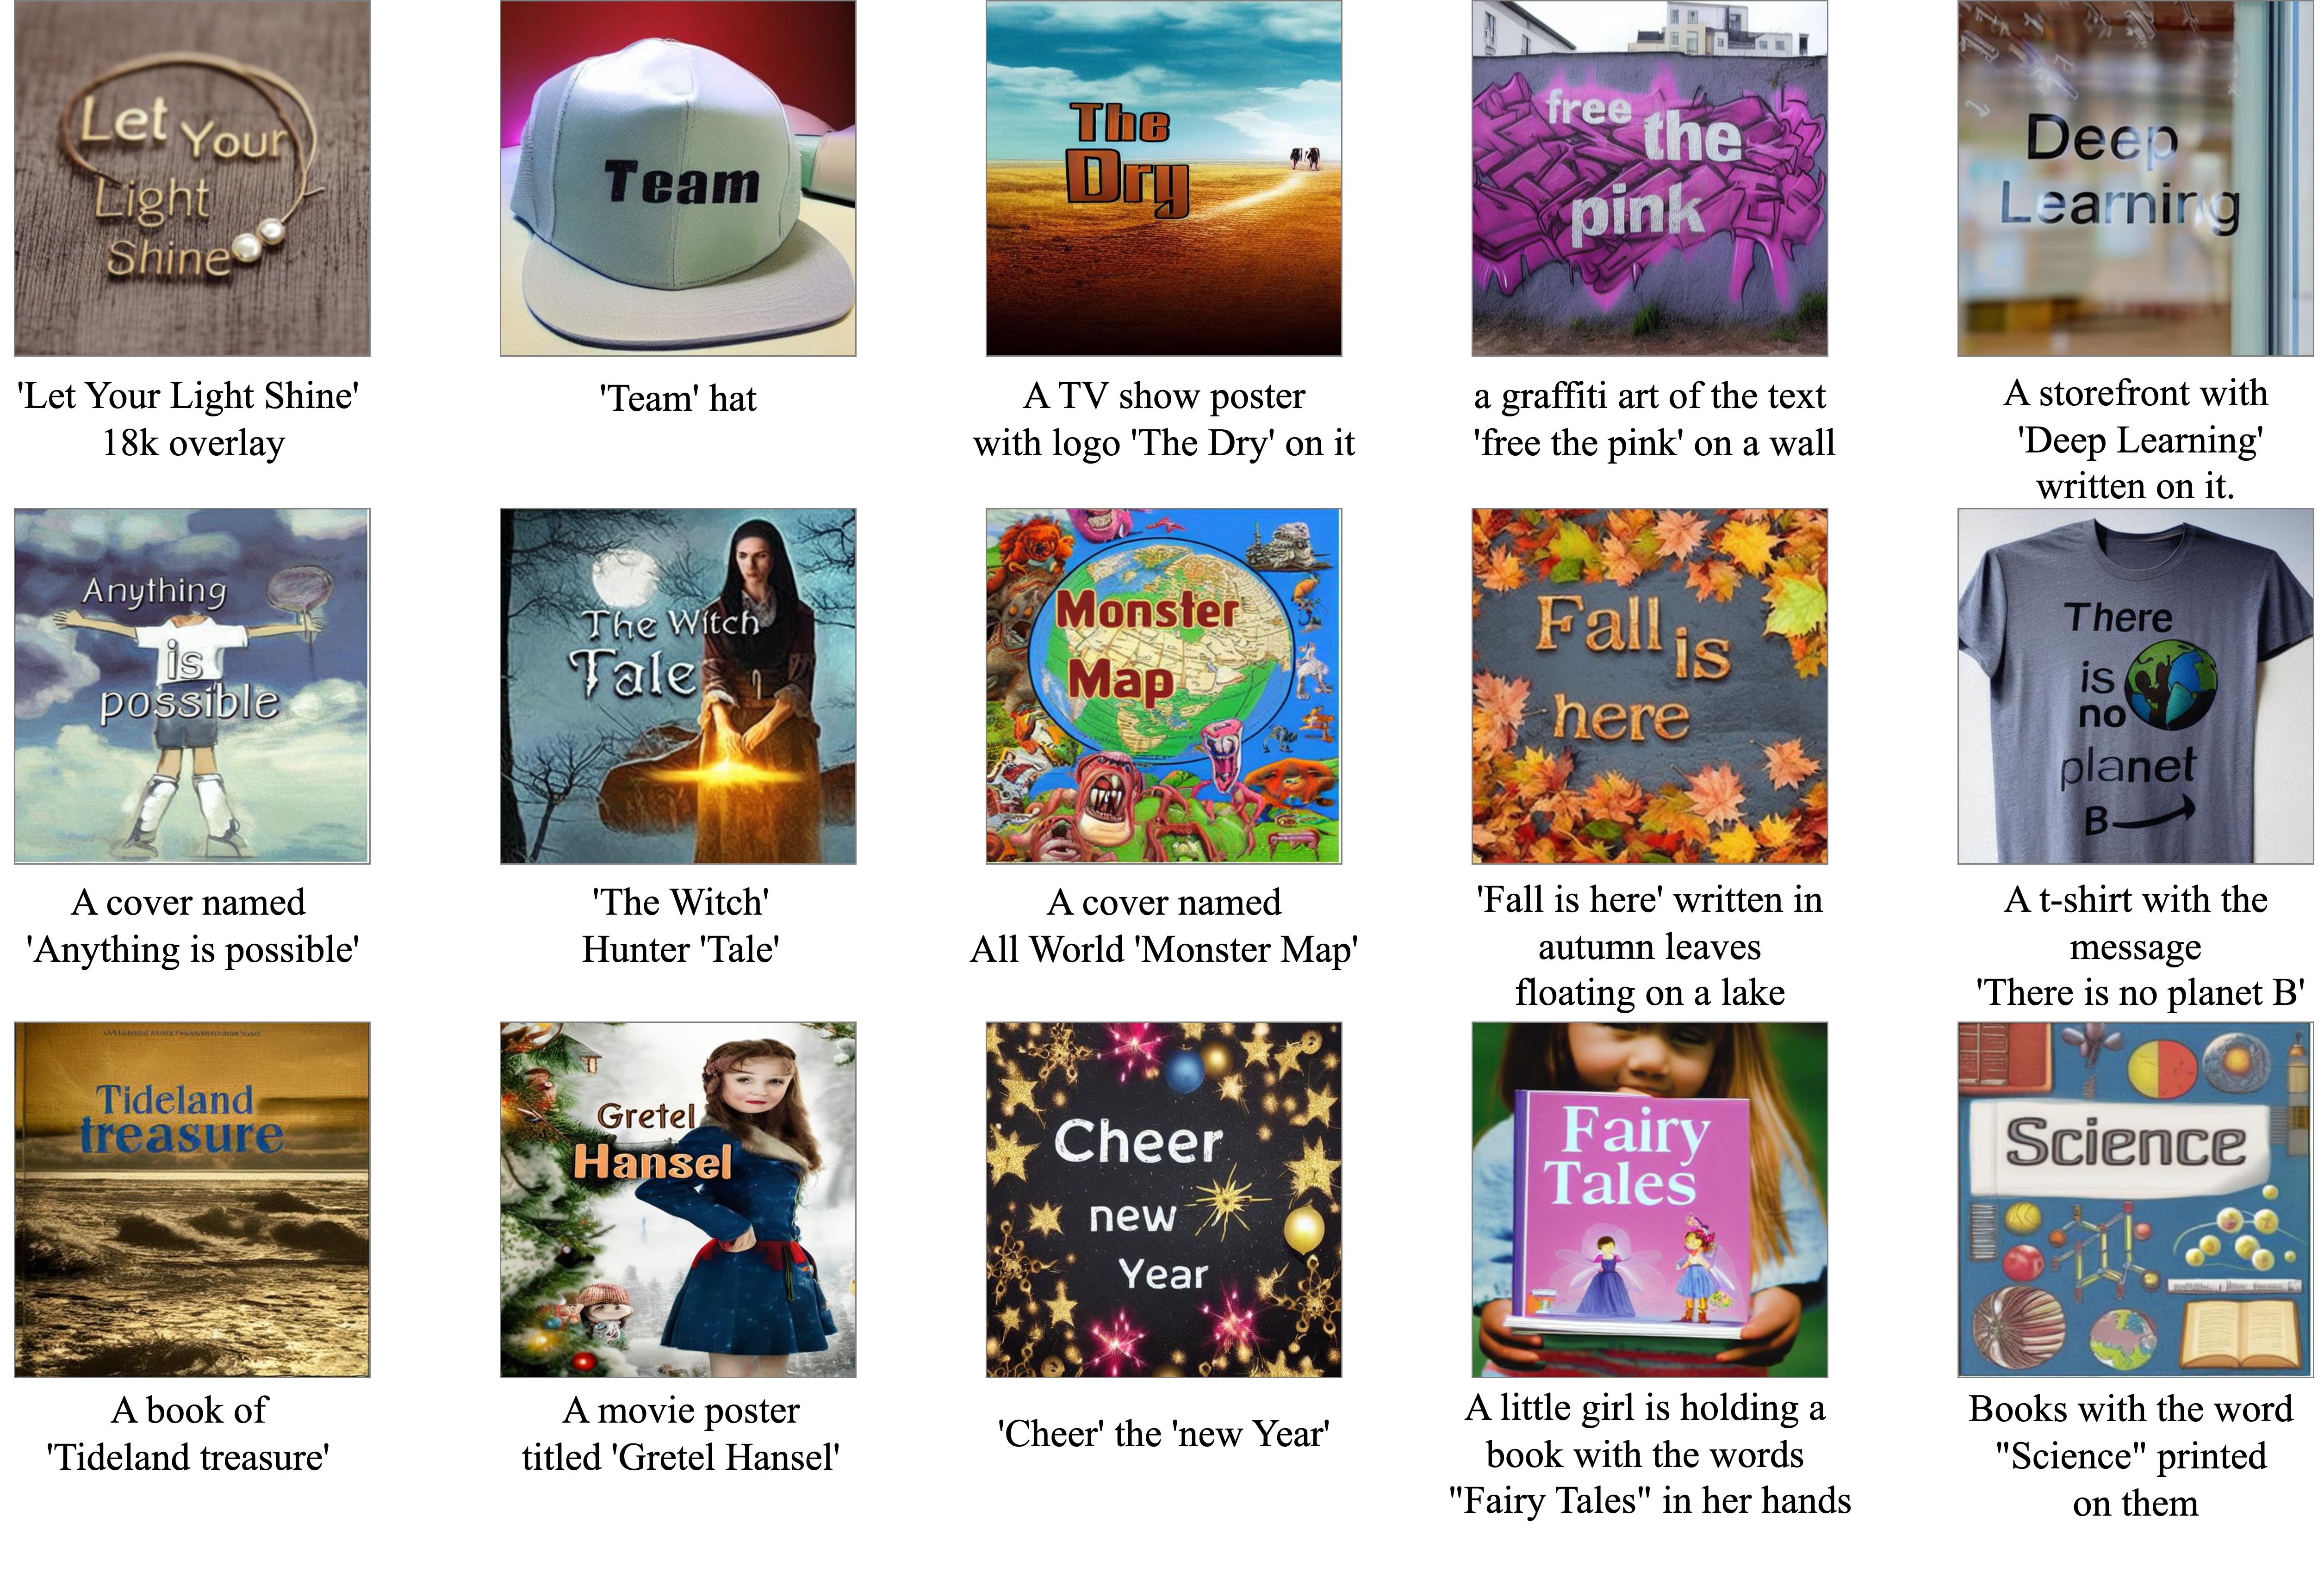 Let Your
Light
Shine
Team
The
Dry
free the
pink
Deep
Learning
'Let Your Light Shine'
18k overlay
'Team' hat
A TV show poster
with logo 'The Dry' on it
a graffiti art of the text
'free the pink' on a wall
A storefront with
'Deep Learning'
written on it.
Anything
is
possible
The Witch
Tale
Monster
Map
Fall is
here
There
is
no
planet
B
A cover named
'Anything is possible'
'The Witch'
Hunter 'Tale'
A cover named
All World 'Monster Map'
'Fall is here' written in
autumn leaves
floating on a lake
A t-shirt with the
message
'There is no planet B'
Tideland
treasure
Gretel
Hansel
Cheer
new
Year
Fairy
Tales
Science
A book of
'Tideland treasure'
A movie poster
titled 'Gretel Hansel'
'Cheer' the 'new Year'
A little girl is holding a
book with the words
"Fairy Tales" in her hands
Books with the word
"Science" printed
on them